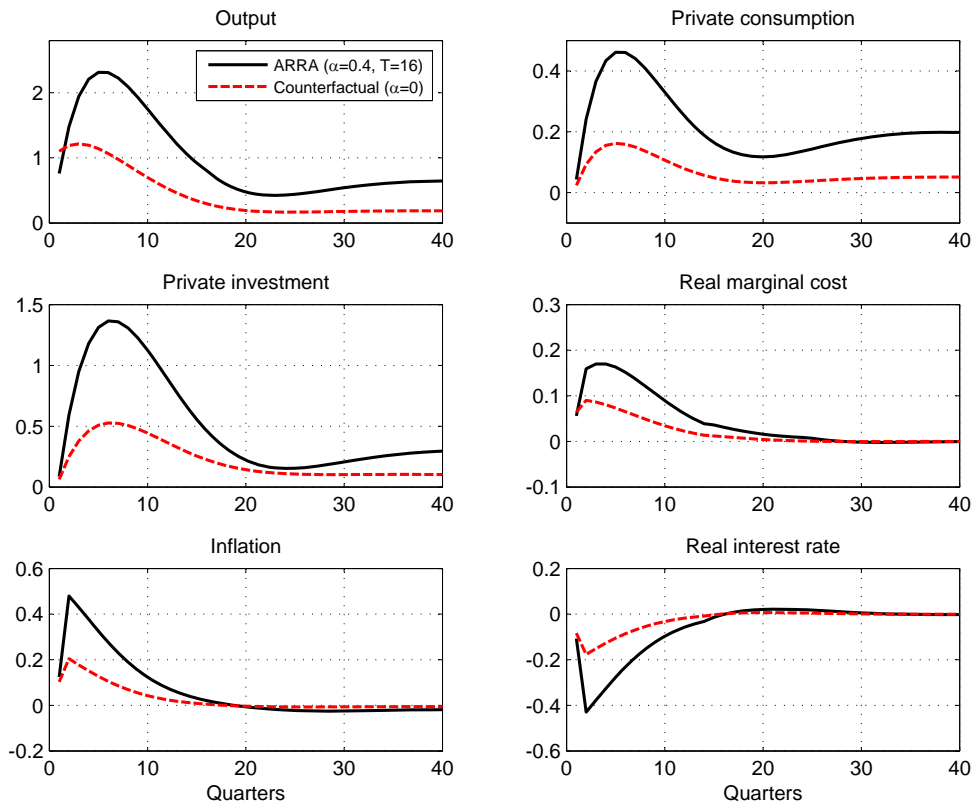 Output
2
1
0
0 10 20 30 40
ARRA (α=0.4, T=16)
Counterfactual (α=0)
Private consumption
0.4
0.2
0
0 10 20 30 40
Private investment
1.5
1
0.5
0
0 10 20 30 40
Real marginal cost
0.3
0.2
0.1
0
-0.1
0 10 20 30 40
Inflation
0.6
0.4
0.2
0
-0.2
0 10 20 30 40
Quarters
Real interest rate
0.2
0
-0.2
-0.4
-0.6
0 10 20 30 40
Quarters